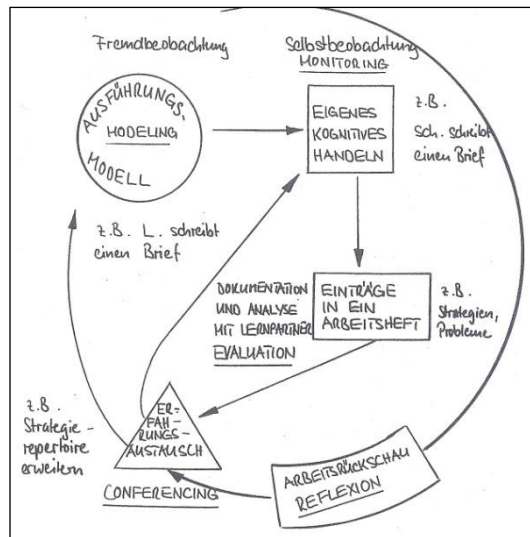 Fremdbeobachtung
Selbstbeobachtung
MONITORING
AUSFÜHRUNGS-
MODELING
MODELL
EIGENES
KOGNITIVES
HANDELN
z.B.
Sch. schreibt
einen Brief
z.B. L. schreibt
einen Brief
DOKUMENTATION
UND ANALYSE
MIT LERNPARTNER
EVALUATION
EINTRÄGE
IN EIN
ARBEITSHEFT
z.B.
Strategien,
Probleme
z.B.
Strategie-
repertoire
erweitern
ER-
FAH-
RUNGS-
AUSTAUSCH
CONFERENCING
ARBEITSRÜCKSCHAU
REFLEXION